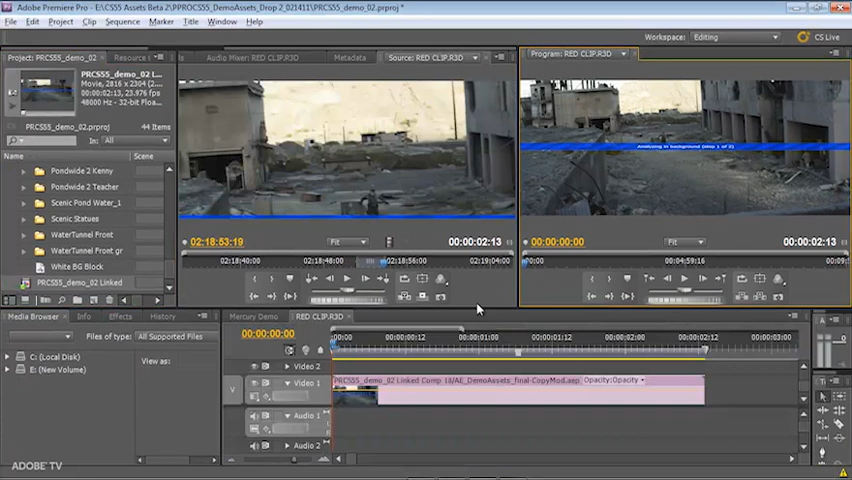 Adobe Premiere Pro - E:\CS5 Assets Beta 2\PPROCS55_DemoAssets_Drop 2_021411\PRCS55_demo_02.prproj *
File Edit Project Clip Sequence Marker Title Window Help
Workspace: Editing CS Live
Project: PRCS55_demo_02 Resource
Audio Mixer: RED CLIP.R3D Metadata Source: RED CLIP.R3D
Program: RED CLIP.R3D
PRCS55_demo_02 L...
Movie, 2816 x 2304 (2...
00:00:02:13, 23.976 fps
48000 Hz - 32-bit Floa...
PRCS55_demo_02.prproj 44 Items
In: All
Name Scene
Pondwide 2 Kenny
Pondwide 2 Teacher
Scenic Pond Water_1
Scenic Statues
WaterTunnel Front
WaterTunnel Front gr
White BG Block
PRCS55_demo_02 Linked
Analyzing in background (step 1 of 2)
02:18:53:19 Fit 00:00:02:13
02:18:40:00 02:18:48:00 02:18:56:00 02:19:04:00
00:00:00:00 Fit 00:00:02:13
00:00 00:04:59:16 00:09:
Media Browser Info Effects History
Files of type: All Supported Files
C: (Local Disk)
E: (New Volume)
View as:
Mercury Demo RED CLIP.R3D
00:00:00:00
00:00 00:00:00:12 00:00:01:00 00:00:01:12 00:00:02:00 00:00:02:12 00:00:03:00
Video 2
Video 1
PRCS55_demo_02 Linked Comp 18/AE_DemoAssets_final-CopyMod.aep Opacity:Opacity
V
Audio 1
Audio 2
ADOBE TV